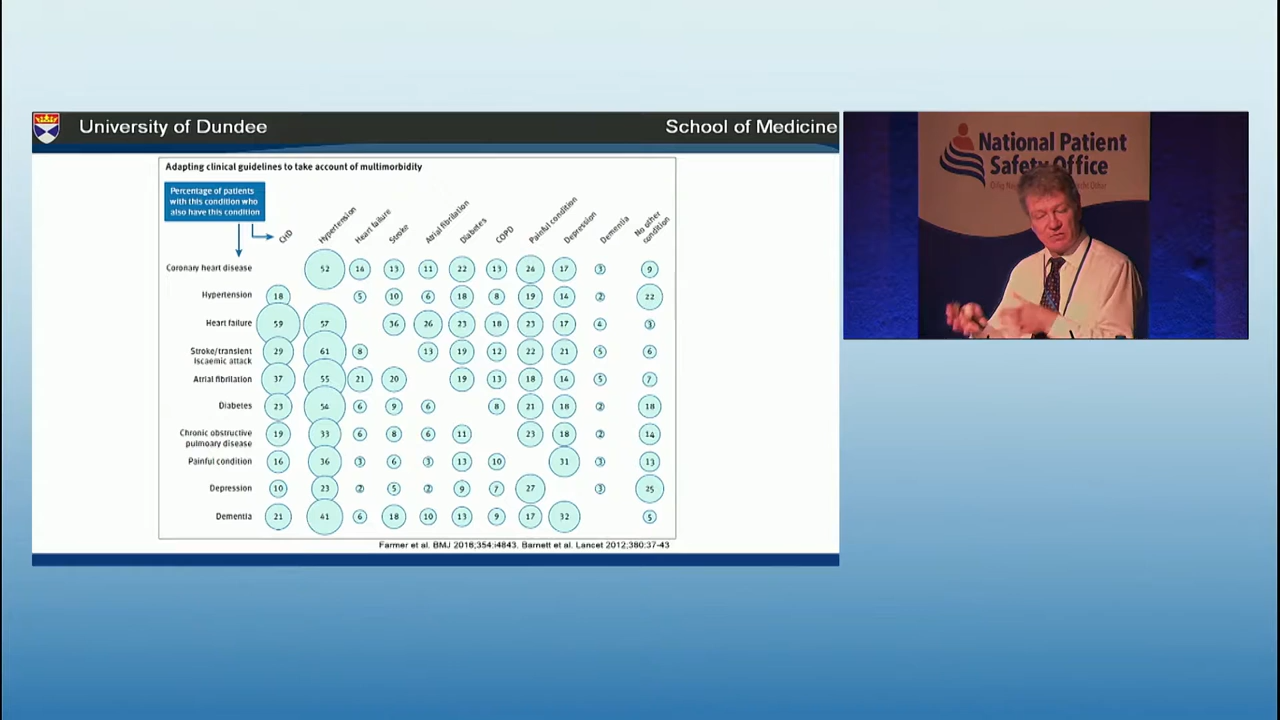 University of Dundee
School of Medicine
Adapting clinical guidelines to take account of multimorbidity
Percentage of patients
with this condition who
also have this condition
CHD Hypertension Heart failure Stroke Atrial fibrilation Diabetes COPD Painful condition Depression Dementia No other condition
Coronary heart disease 52 14 13 11 22 13 24 17 3 9
Hypertension 18 5 10 6 18 8 19 14 2 22
Heart failure 59 57 36 26 23 18 23 17 4 3
Stroke/transient
iscaemic attack 29 61 8 13 19 12 22 21 5 6
Atrial fibrilation 37 55 21 20 19 13 18 14 5 7
Diabetes 23 54 6 9 6 8 21 18 2 18
Chronic obstructive
pulmoary disease 19 33 6 8 6 11 23 18 2 14
Painful condition 16 36 3 6 3 13 10 31 3 13
Depression 10 23 2 5 2 9 7 27 3 25
Dementia 21 41 6 18 10 13 9 17 32 5
Farmer et al. BMJ 2016;354:i4843. Barnett et al. Lancet 2012;380:37-43
National Patient
Safety Office